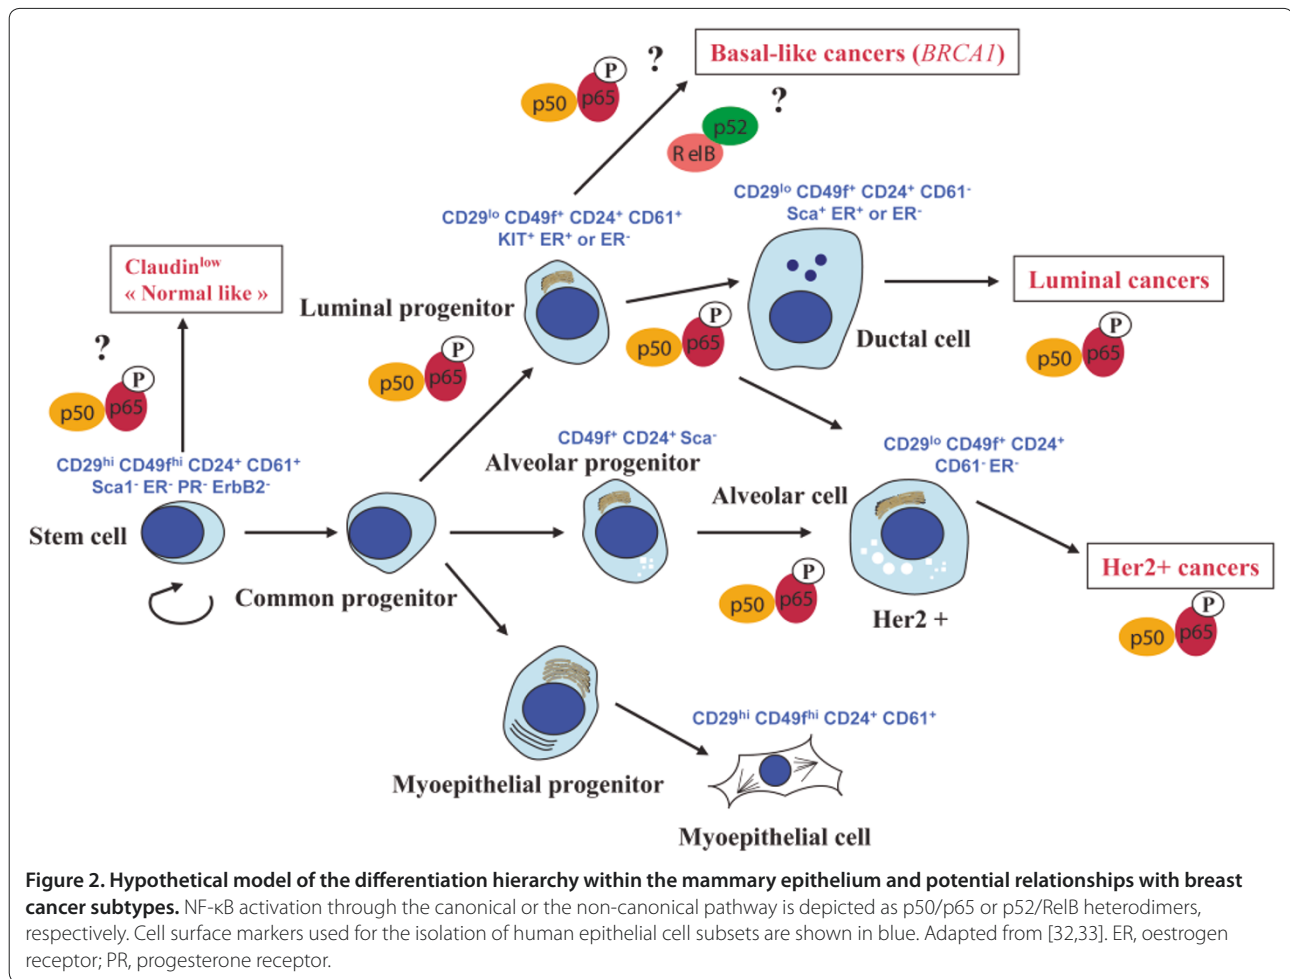 Basal-like cancers (BRCA1)
p50 p65 P ?
RelB p52 ?
CD29ˡᵒ CD49f⁺ CD24⁺ CD61⁺
KIT⁺ ER⁺ or ER⁻
CD29ˡᵒ CD49f⁺ CD24⁺ CD61⁻
Sca⁺ ER⁺ or ER⁻
Claudinˡᵒʷ
« Normal like »
Luminal progenitor
Luminal cancers
Ductal cell
p50 p65 P
p50 p65 P
p50 p65 P
? p50 p65 P
CD29ʰⁱ CD49fʰⁱ CD24⁺ CD61⁺
Sca1⁻ ER⁻ PR⁻ ErbB2⁻
CD49f⁺ CD24⁺ Sca⁻
Alveolar progenitor
CD29ˡᵒ CD49f⁺ CD24⁺
CD61⁻ ER⁻
Alveolar cell
Stem cell
Common progenitor
p50 p65 P
Her2 +
Her2+ cancers
p50 p65 P
CD29ʰⁱ CD49fʰⁱ CD24⁺ CD61⁺
Myoepithelial progenitor
Myoepithelial cell
Figure 2. Hypothetical model of the differentiation hierarchy within the mammary epithelium and potential relationships with breast
cancer subtypes. NF-κB activation through the canonical or the non-canonical pathway is depicted as p50/p65 or p52/RelB heterodimers,
respectively. Cell surface markers used for the isolation of human epithelial cell subsets are shown in blue. Adapted from [32,33]. ER, oestrogen
receptor; PR, progesterone receptor.